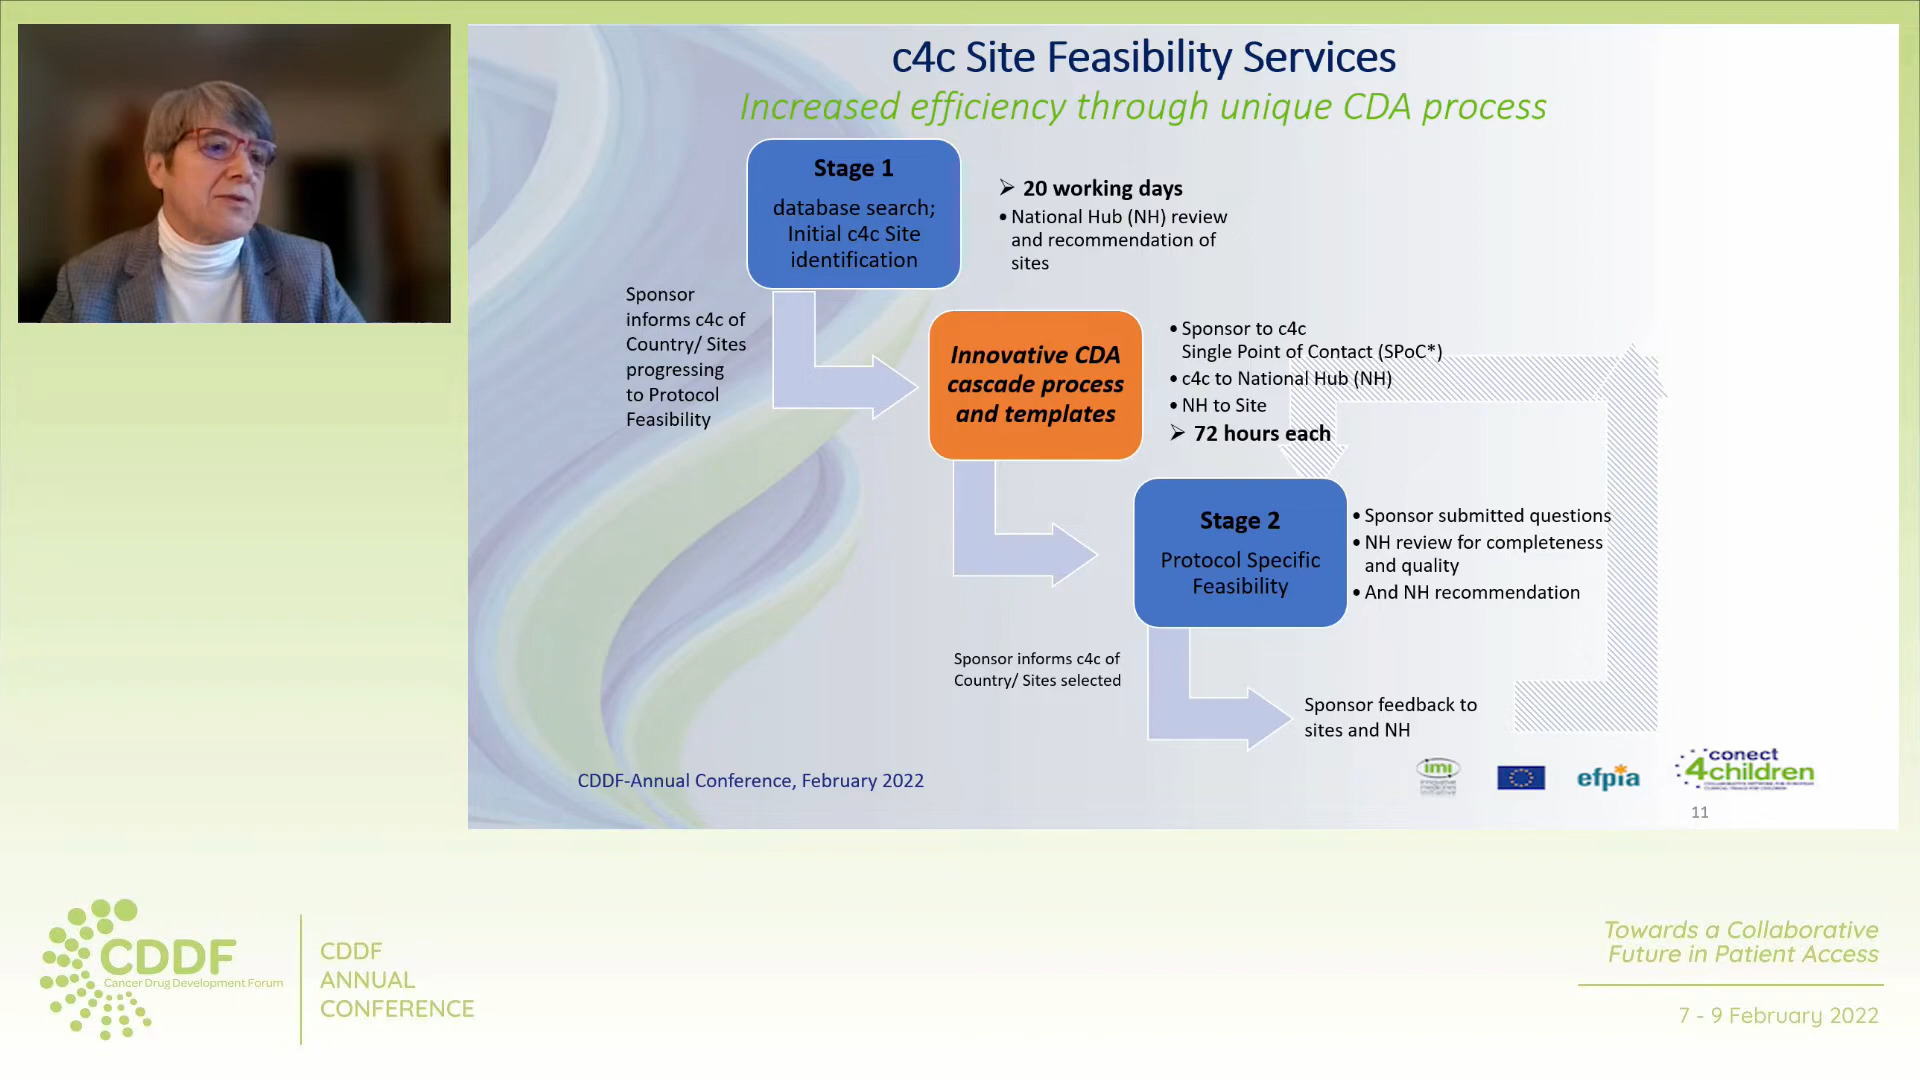 c4c Site Feasibility Services
Increased efficiency through unique CDA process
Stage 1
database search;
Initial c4c Site
identification
➢ 20 working days
• National Hub (NH) review
and recommendation of
sites
Sponsor
informs c4c of
Country/ Sites
progressing
to Protocol
Feasibility
Innovative CDA
cascade process
and templates
• Sponsor to c4c
Single Point of Contact (SPoC*)
• c4c to National Hub (NH)
• NH to Site
➢ 72 hours each
Stage 2
Protocol Specific
Feasibility
• Sponsor submitted questions
• NH review for completeness
and quality
• And NH recommendation
Sponsor informs c4c of
Country/ Sites selected
Sponsor feedback to
sites and NH
CDDF-Annual Conference, February 2022
imi
innovative
medicines
initiative
efpia
conect
4children
11
CDDF
Cancer Drug Development Forum
CDDF
ANNUAL
CONFERENCE
Towards a Collaborative
Future in Patient Access
7 - 9 February 2022